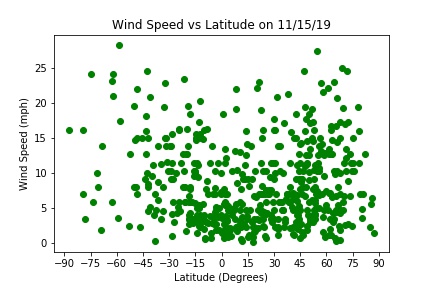 Wind Speed vs Latitude on 11/15/19
Wind Speed (mph)
25
20
15
10
5
0
−90 −75 −60 −45 −30 −15 0 15 30 45 60 75 90
Latitude (Degrees)